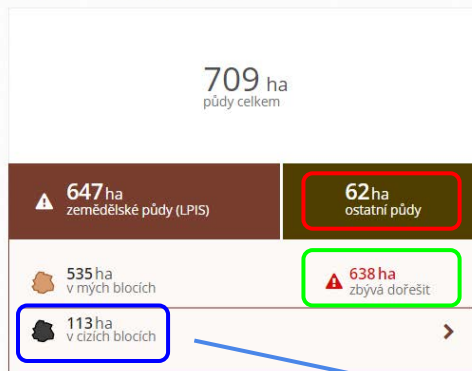 709 ha
půdy celkem
647 ha
zemědělské půdy (LPIS)
62 ha
ostatní půdy
535 ha
v mých blocích
638 ha
zbývá dořešit
113 ha
v cizích blocích